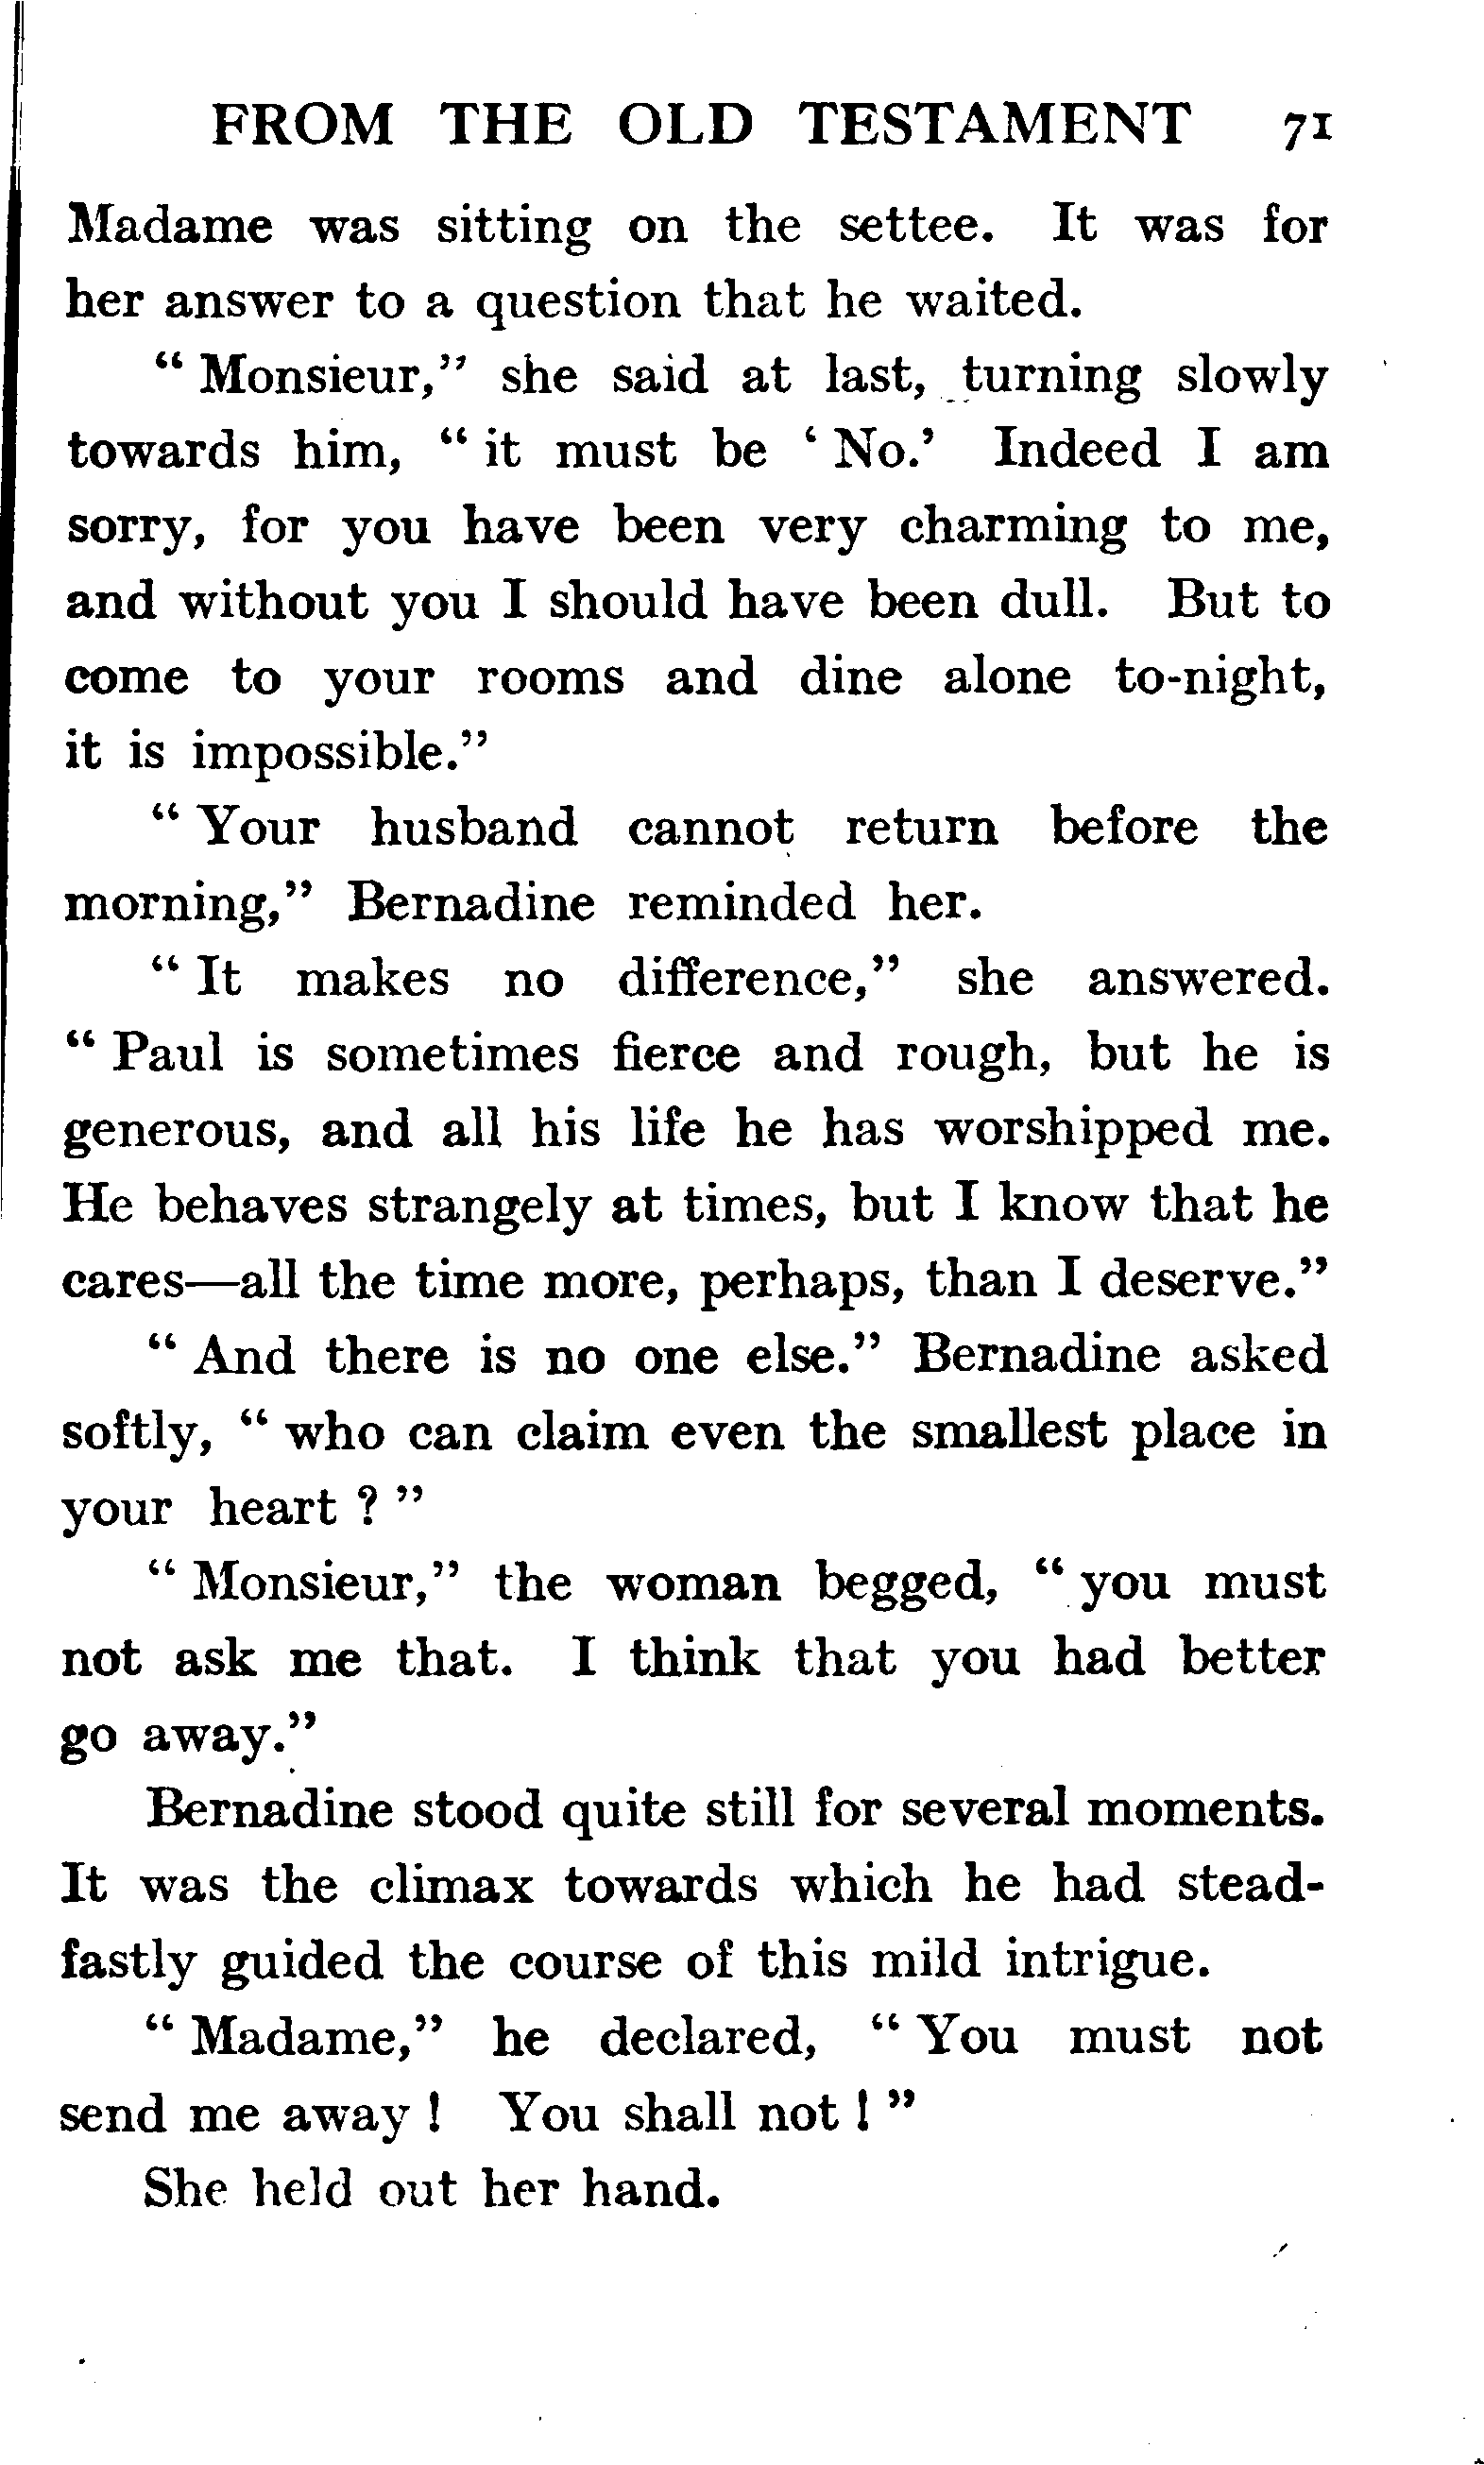 FROM THE OLD TESTAMENT 71
Madame was sitting on the settee. It was for
her answer to a question that he waited.
“ Monsieur,” she said at last, turning slowly
towards him, “ it must be ‘ No.’ Indeed I am
sorry, for you have been very charming to me,
and without you I should have been dull. But to
come to your rooms and dine alone to-night,
it is impossible.”
“ Your husband cannot return before the
morning,” Bernadine reminded her.
“ It makes no difference,” she answered.
“ Paul is sometimes fierce and rough, but he is
generous, and all his life he has worshipped me.
He behaves strangely at times, but I know that he
cares—all the time more, perhaps, than I deserve.”
“ And there is no one else.” Bernadine asked
softly, “ who can claim even the smallest place in
your heart ? ”
“ Monsieur,” the woman begged, “ you must
not ask me that. I think that you had better
go away.”
Bernadine stood quite still for several moments.
It was the climax towards which he had stead-
fastly guided the course of this mild intrigue.
“ Madame,” he declared, “ You must not
send me away ! You shall not ! ”
She held out her hand.